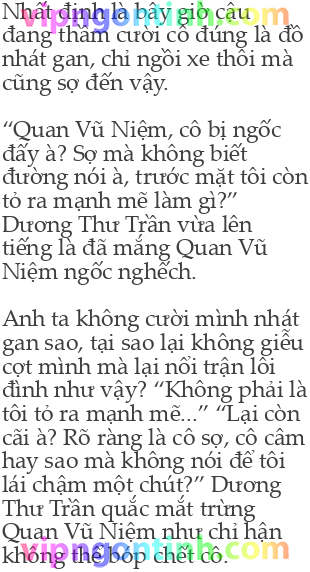 vipngontinh.com
Nhất định là bây giờ cậu
đang thầm cười cô đúng là đồ
nhát gan, chỉ ngồi xe thôi mà
cũng sợ đến vậy.
“Quan Vũ Niệm, cô bị ngốc
đấy à? Sợ mà không biết
đường nói à, trước mặt tôi còn
tỏ ra mạnh mẽ làm gì?”
Dương Thư Trần vừa lên
tiếng là đã mắng Quan Vũ
Niệm ngốc nghếch.
Anh ta không cười mình nhát
gan sao, tại sao lại không giễu
cợt mình mà lại nổi trận lôi
đình như vậy? “Không phải là
tôi tỏ ra mạnh mẽ...” “Lại còn
cãi à? Rõ ràng là cô sợ, cô câm
hay sao mà không nói để tôi
lái chậm một chút?” Dương
Thư Trần quắc mắt trừng
Quan Vũ Niệm như chỉ hận
không thể bóp chết cô.
vipngontinh.com